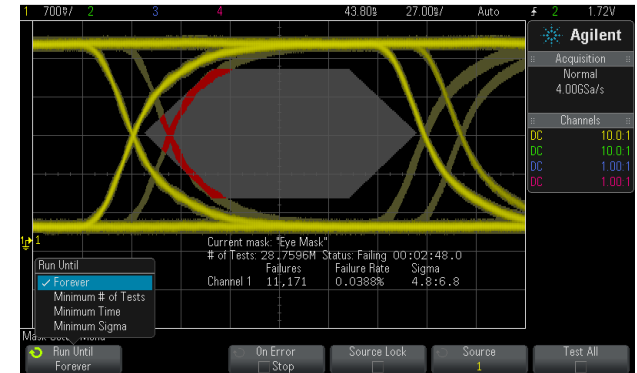 1 700▽/ 2 3 4 43.80s 27.00s/ Auto 2 1.72V
Agilent
Acquisition
Normal
4.00GSa/s
Channels
DC 10.0:1
DC 10.0:1
DC 1.00:1
DC 1.00:1
1
Current mask: "Eye Mask"
# of Tests: 28.7596M Status: Failing 00:02:48.0
Failures Failure Rate Sigma
Channel 1 11,171 0.0388% 4.8:6.8
Run Until
✓ Forever
Minimum # of Tests
Minimum Time
Minimum Sigma
Run Until
Forever
On Error
Stop
Source Lock
Source
1
Test All